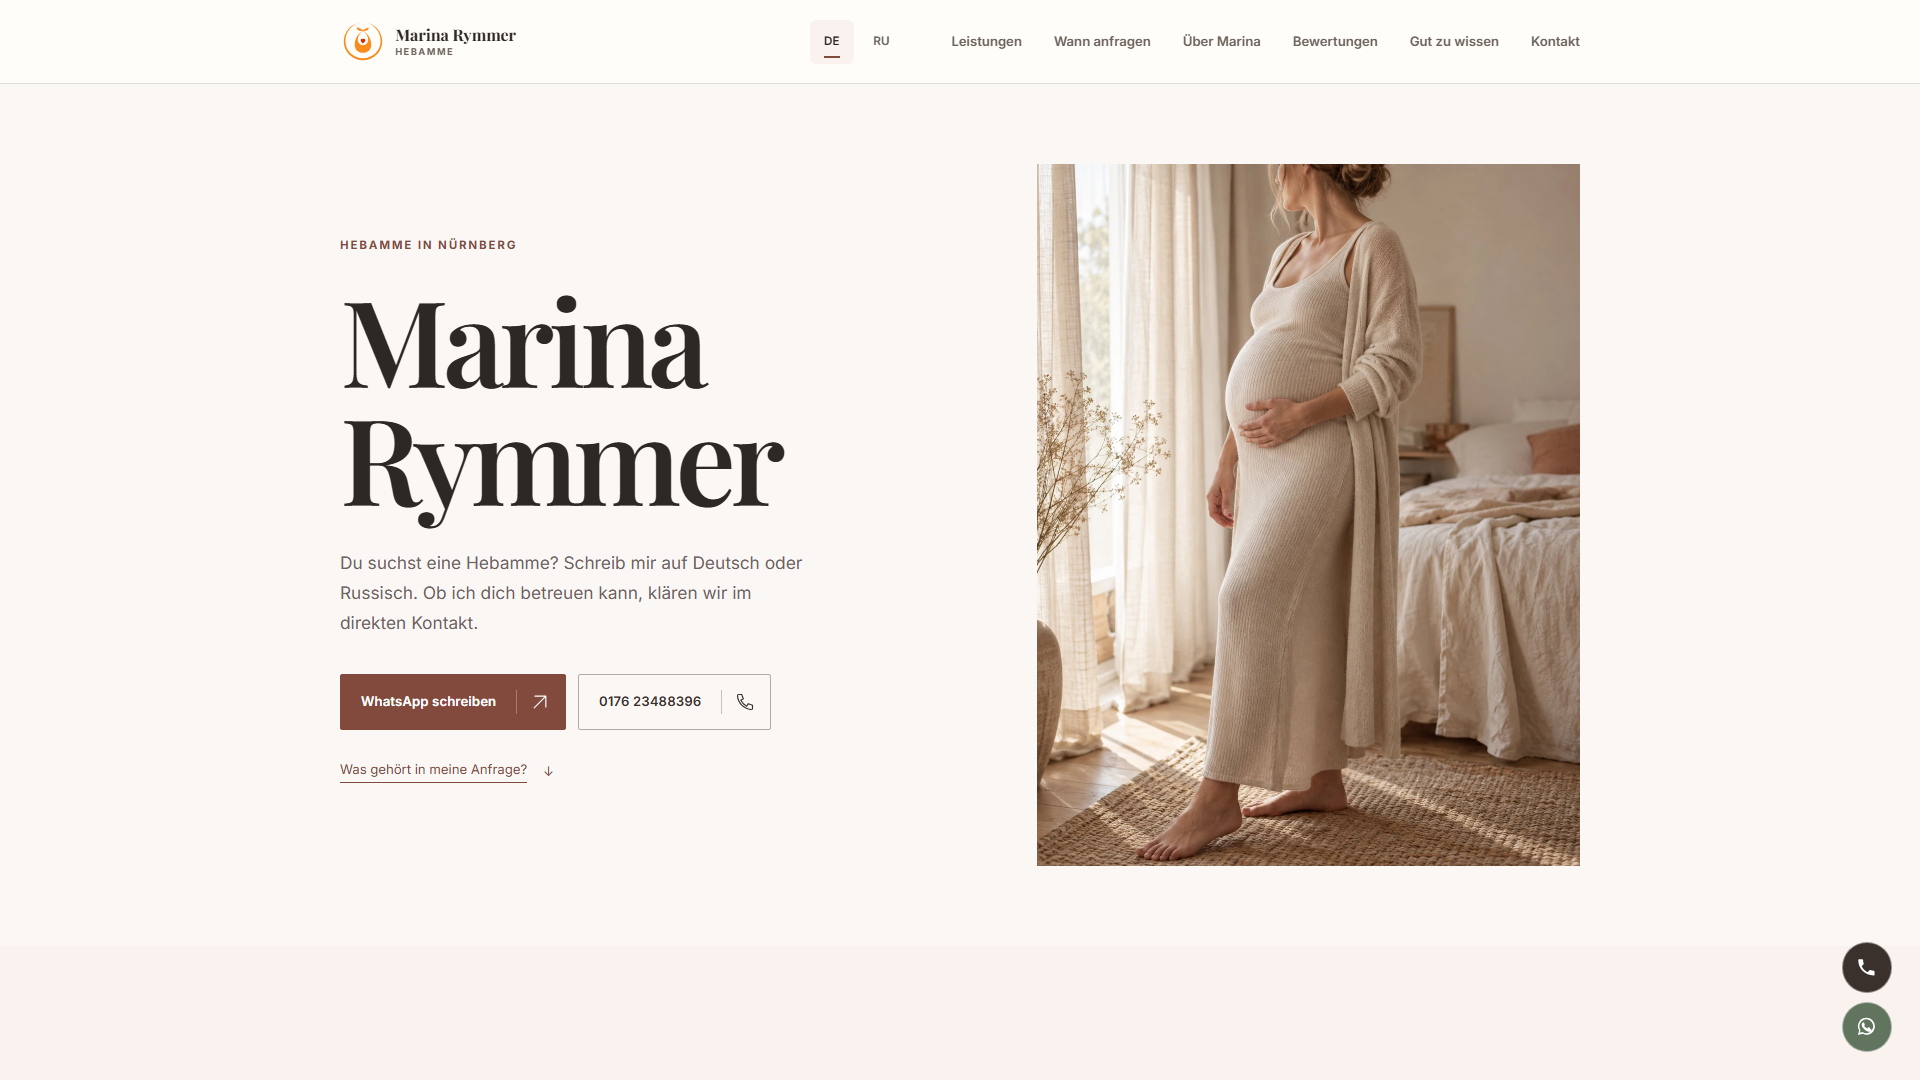 Marina Rymmer
HEBAMME
DE
RU
Leistungen
Wann anfragen
Über Marina
Bewertungen
Gut zu wissen
Kontakt
HEBAMME IN NÜRNBERG
Marina
Rymmer
Du suchst eine Hebamme? Schreib mir auf Deutsch oder
Russisch. Ob ich dich betreuen kann, klären wir im
direkten Kontakt.
WhatsApp schreiben
0176 23488396
Was gehört in meine Anfrage?